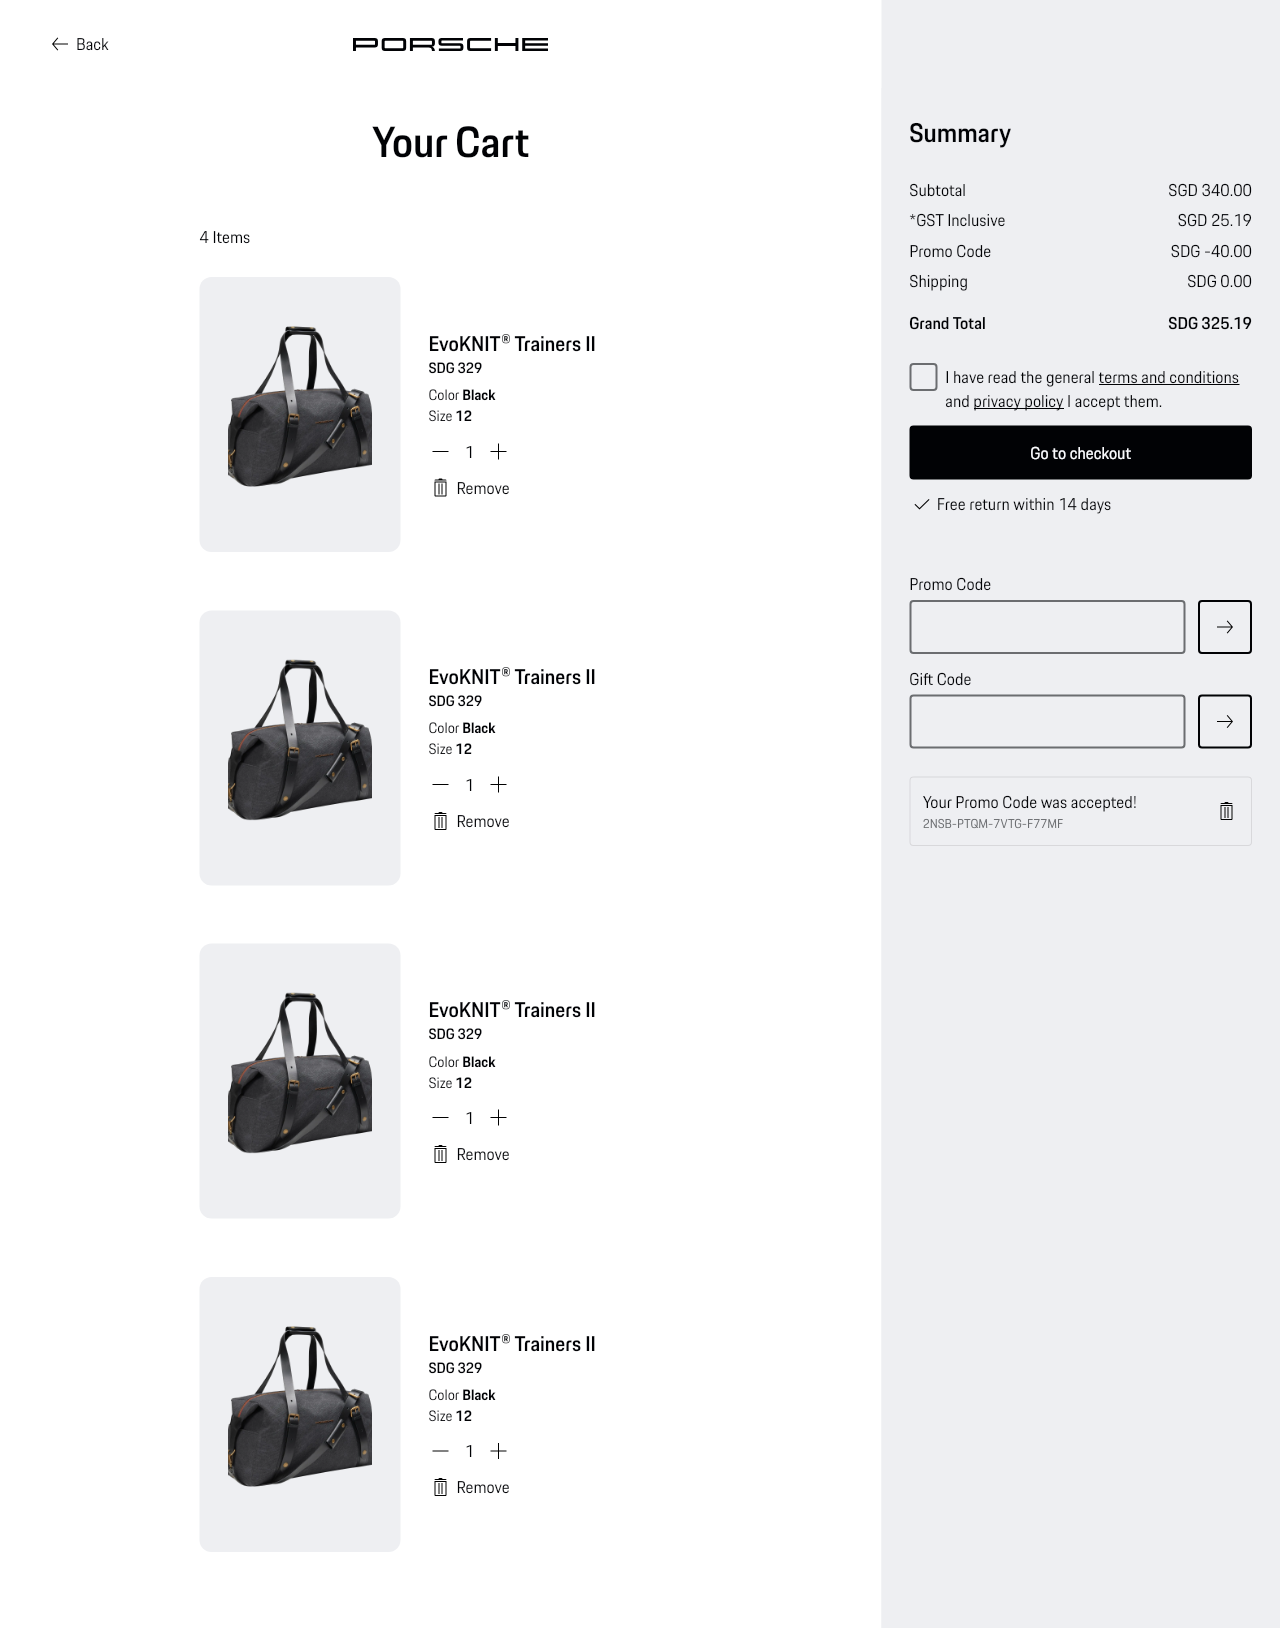 Back
PORSCHE
Your Cart
4 Items
EvoKNIT® Trainers II
SDG 329
Color Black
Size 12
1
Remove
EvoKNIT® Trainers II
SDG 329
Color Black
Size 12
1
Remove
EvoKNIT® Trainers II
SDG 329
Color Black
Size 12
1
Remove
EvoKNIT® Trainers II
SDG 329
Color Black
Size 12
1
Remove
Summary
Subtotal SGD 340.00
*GST Inclusive SGD 25.19
Promo Code SDG -40.00
Shipping SDG 0.00
Grand Total SDG 325.19
I have read the general terms and conditions
and privacy policy I accept them.
Go to checkout
Free return within 14 days
Promo Code
Gift Code
Your Promo Code was accepted!
2NSB-PTQM-7VTG-F77MF